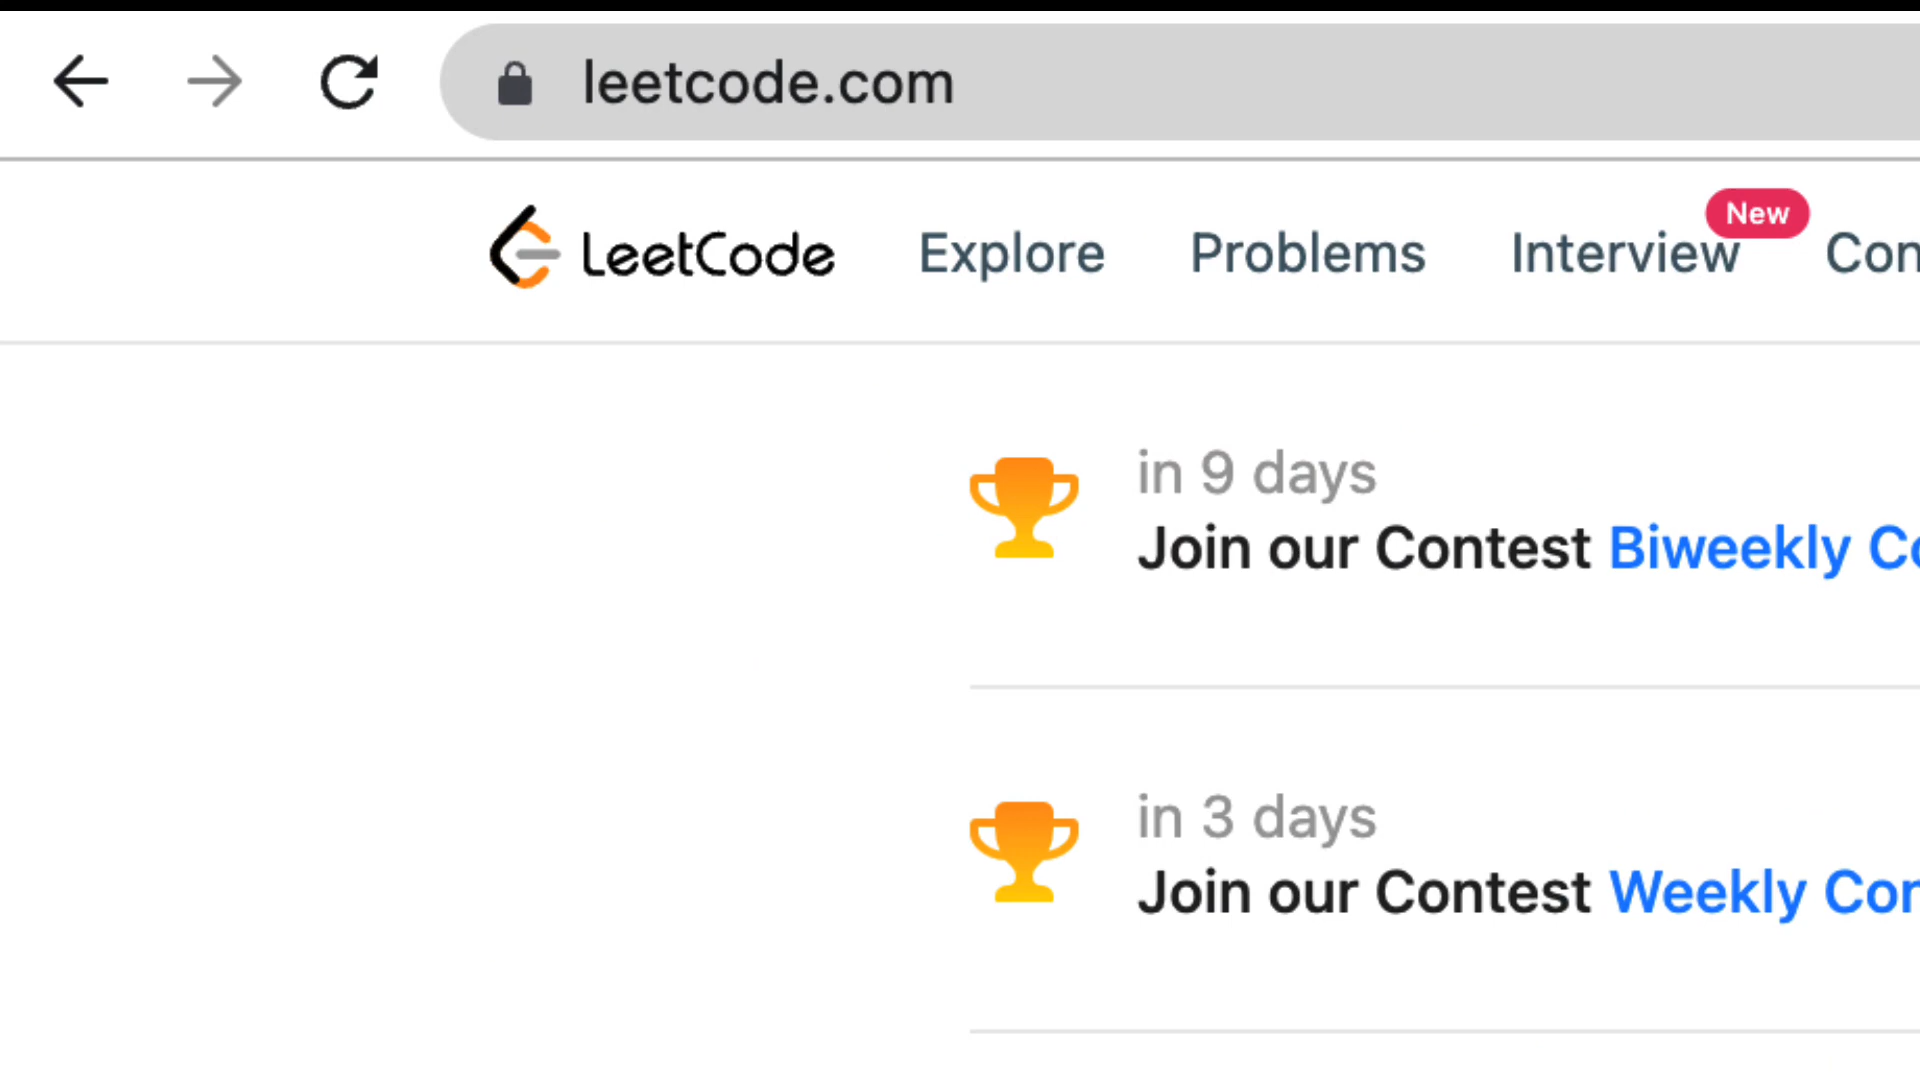 leetcode.com
LeetCode Explore Problems Interview New
in 9 days
Join our Contest Biweekly
in 3 days
Join our Contest Weekly